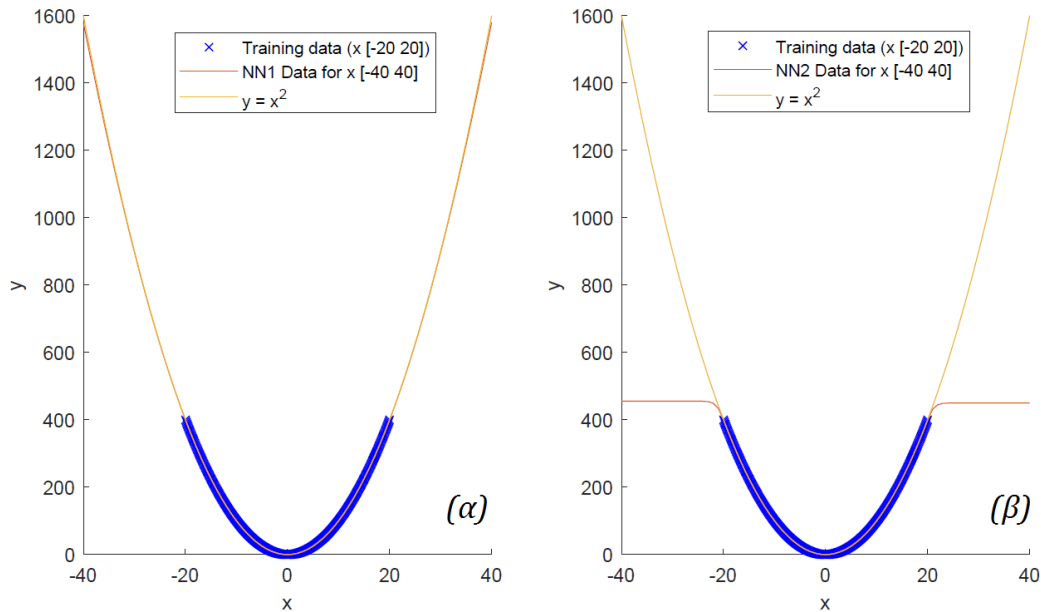 1600
1400
1200
1000
800
600
400
200
0
-40
-20
0
20
40
x
y
Training data (x [-20 20])
NN1 Data for x [-40 40]
y = x²
(α)
1600
1400
1200
1000
800
600
400
200
0
-40
-20
0
20
40
x
y
Training data (x [-20 20])
NN2 Data for x [-40 40]
y = x²
(β)